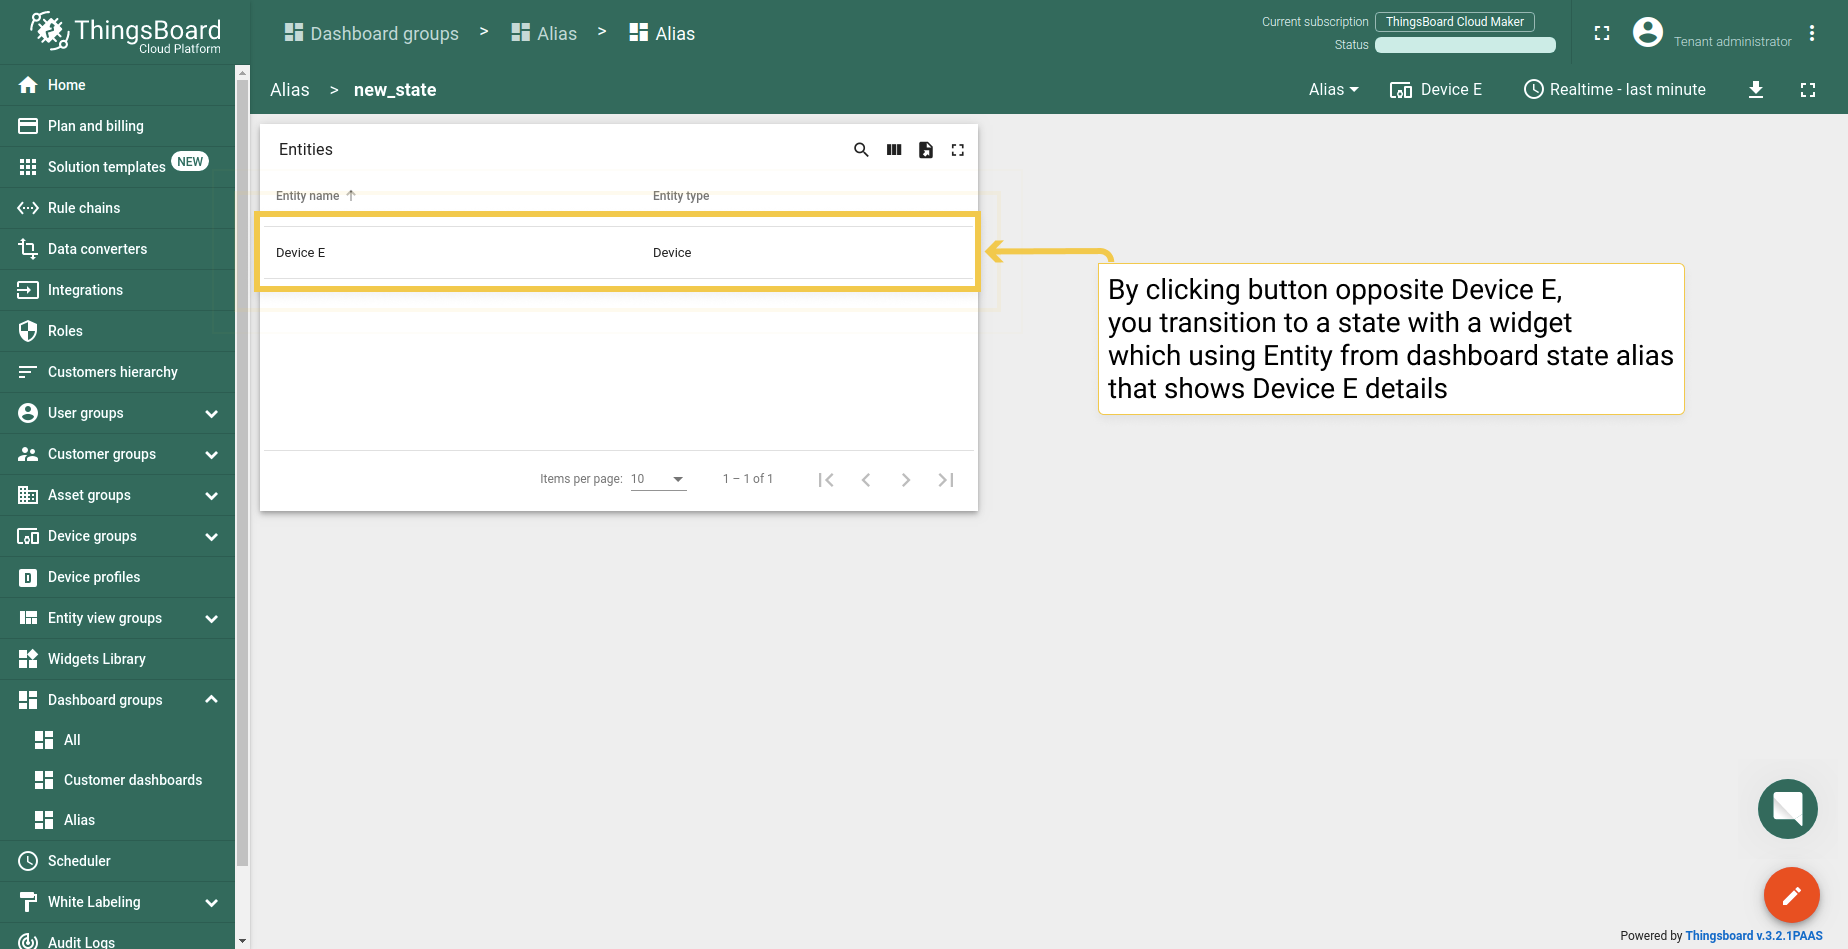 ThingsBoard
Cloud Platform
Dashboard groups > Alias > Alias
Current subscription ThingsBoard Cloud Maker
Status
Tenant administrator
Alias > new_state
Alias Device E Realtime - last minute
Home
Plan and billing
Solution templates NEW
Rule chains
Data converters
Integrations
Roles
Customers hierarchy
User groups
Customer groups
Asset groups
Device groups
D Device profiles
Entity view groups
Widgets Library
Dashboard groups
All
Customer dashboards
Alias
Scheduler
White Labeling
Audit Logs
Entities
Entity name Entity type
Device E Device
Items per page: 10 1 – 1 of 1
By clicking button opposite Device E,
you transition to a state with a widget
which using Entity from dashboard state alias
that shows Device E details
Powered by Thingsboard v.3.2.1PAAS